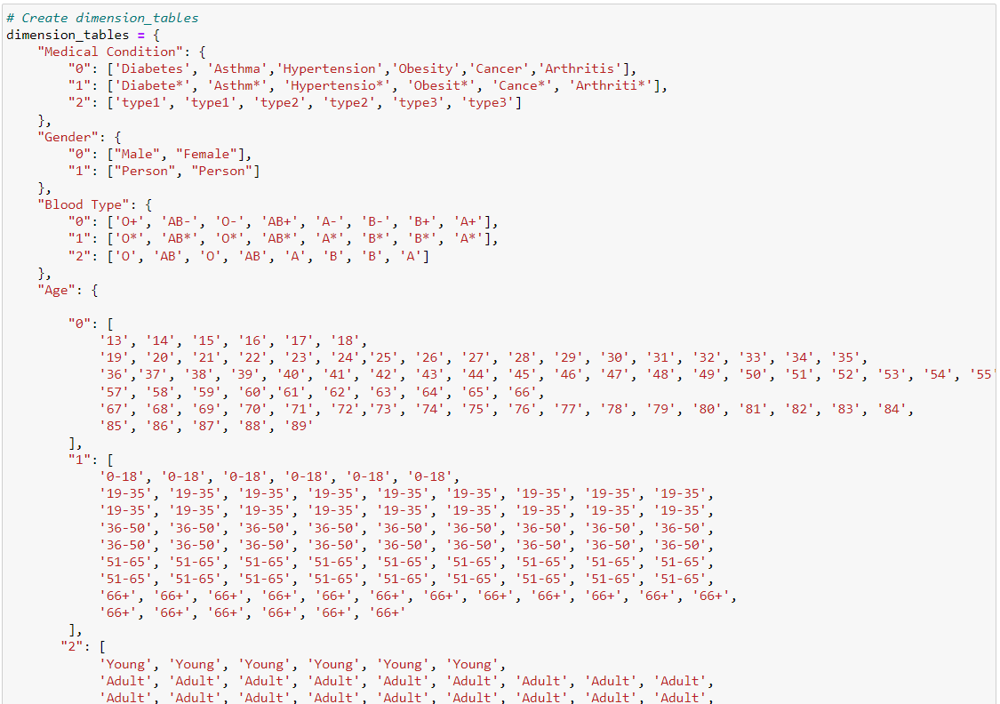 # Create dimension_tables
dimension_tables = {
    "Medical Condition": {
        "0": ['Diabetes', 'Asthma','Hypertension','Obesity','Cancer','Arthritis'],
        "1": ['Diabete*', 'Asthm*', 'Hypertensio*', 'Obesit*', 'Cance*', 'Arthriti*'],
        "2": ['type1', 'type1', 'type2', 'type2', 'type3', 'type3']
    },
    "Gender": {
        "0": ["Male", "Female"],
        "1": ["Person", "Person"]
    },
    "Blood Type": {
        "0": ['O+', 'AB-', 'O-', 'AB+', 'A-', 'B-', 'B+', 'A+'],
        "1": ['O*', 'AB*', 'O*', 'AB*', 'A*', 'B*', 'B*', 'A*'],
        "2": ['O', 'AB', 'O', 'AB', 'A', 'B', 'B', 'A']
    },
    "Age": {
        "0": [
            '13', '14', '15', '16', '17', '18',
            '19', '20', '21', '22', '23', '24','25', '26', '27', '28', '29', '30', '31', '32', '33', '34', '35',
            '36','37', '38', '39', '40', '41', '42', '43', '44', '45', '46', '47', '48', '49', '50', '51', '52', '53', '54', '55'
            '57', '58', '59', '60','61', '62', '63', '64', '65', '66',
            '67', '68', '69', '70', '71', '72','73', '74', '75', '76', '77', '78', '79', '80', '81', '82', '83', '84',
            '85', '86', '87', '88', '89'
        ],
        "1": [
            '0-18', '0-18', '0-18', '0-18', '0-18', '0-18',
            '19-35', '19-35', '19-35', '19-35', '19-35', '19-35', '19-35', '19-35', '19-35',
            '19-35', '19-35', '19-35', '19-35', '19-35', '19-35', '19-35', '19-35', '19-35',
            '36-50', '36-50', '36-50', '36-50', '36-50', '36-50', '36-50', '36-50', '36-50',
            '36-50', '36-50', '36-50', '36-50', '36-50', '36-50', '36-50', '36-50', '36-50',
            '51-65', '51-65', '51-65', '51-65', '51-65', '51-65', '51-65', '51-65', '51-65',
            '51-65', '51-65', '51-65', '51-65', '51-65', '51-65', '51-65', '51-65', '51-65',
            '66+', '66+', '66+', '66+', '66+', '66+', '66+', '66+', '66+', '66+', '66+', '66+',
            '66+', '66+', '66+', '66+', '66+', '66+'
        ],
       "2": [
            'Young', 'Young', 'Young', 'Young', 'Young', 'Young',
            'Adult', 'Adult', 'Adult', 'Adult', 'Adult', 'Adult', 'Adult', 'Adult', 'Adult',
            'Adult', 'Adult', 'Adult', 'Adult', 'Adult', 'Adult', 'Adult', 'Adult', 'Adult',